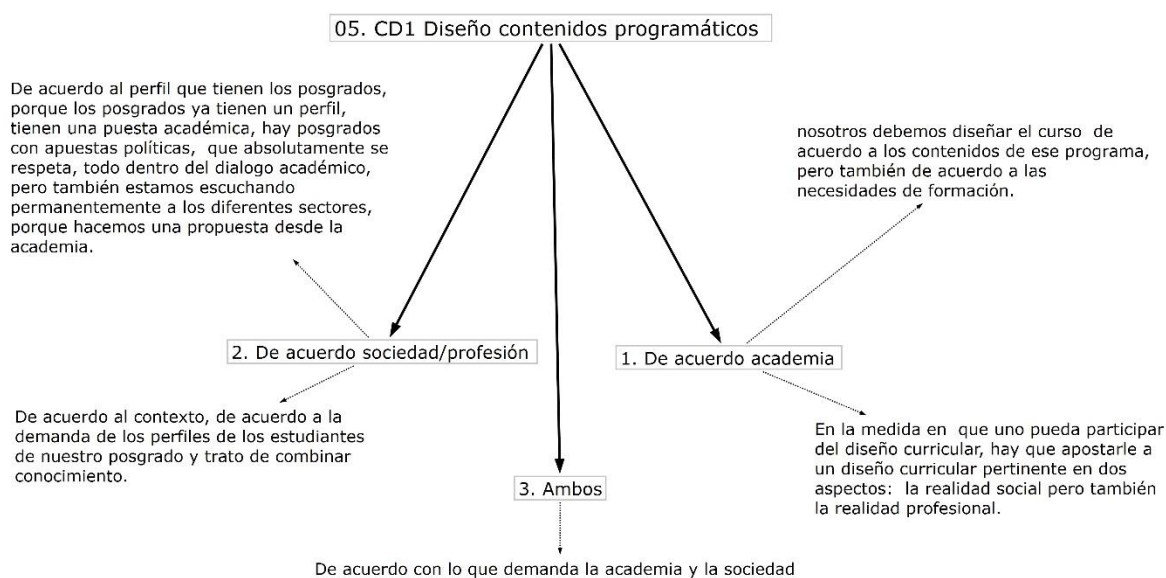 05. CD1 Diseño contenidos programáticos
De acuerdo al perfil que tienen los posgrados,
porque los posgrados ya tienen un perfil,
tienen una puesta académica, hay posgrados
con apuestas políticas, que absolutamente se
respeta, todo dentro del dialogo académico,
pero también estamos escuchando
permanentemente a los diferentes sectores,
porque hacemos una propuesta desde la
academia.
nosotros debemos diseñar el curso de
acuerdo a los contenidos de ese programa,
pero también de acuerdo a las
necesidades de formación.
2. De acuerdo sociedad/profesión
1. De acuerdo academia
De acuerdo al contexto, de acuerdo a la
demanda de los perfiles de los estudiantes
de nuestro posgrado y trato de combinar
conocimiento.
En la medida en que uno pueda participar
del diseño curricular, hay que apostarle a
un diseño curricular pertinente en dos
aspectos: la realidad social pero también
la realidad profesional.
3. Ambos
De acuerdo con lo que demanda la academia y la sociedad